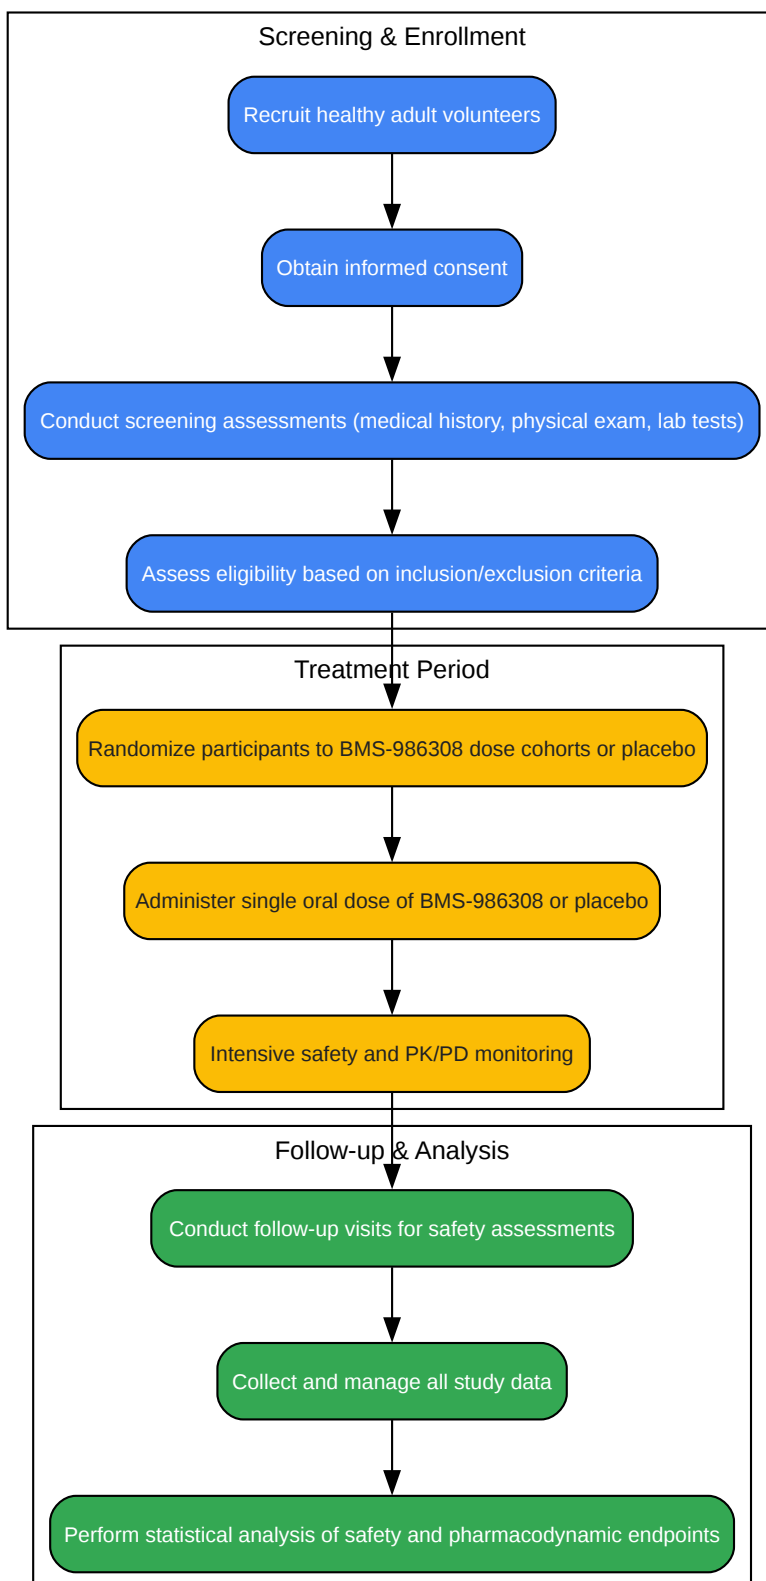 Screening & Enrollment
Recruit healthy adult volunteers
Obtain informed consent
Conduct screening assessments (medical history, physical exam, lab tests)
Assess eligibility based on inclusion/exclusion criteria
Treatment Period
Randomize participants to BMS-986308 dose cohorts or placebo
Administer single oral dose of BMS-986308 or placebo
Intensive safety and PK/PD monitoring
Follow-up & Analysis
Conduct follow-up visits for safety assessments
Collect and manage all study data
Perform statistical analysis of safety and pharmacodynamic endpoints